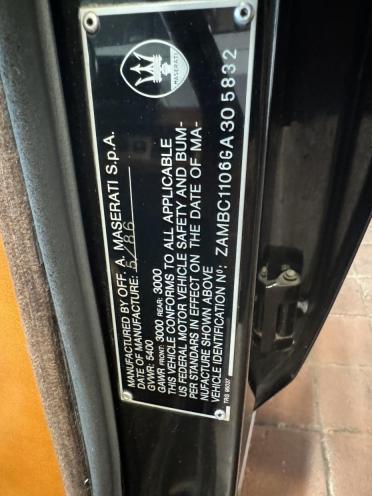 MASERATI
MANUFACTURED BY OFF. A. MASERATI S.p.A.
DATE OF MANUFACTURE: 5/86
GVWR: 5400
GAWR FRONT: 3000 REAR: 3000
THIS VEHICLE CONFORMS TO ALL APPLICABLE
US FEDERAL MOTOR VEHICLE SAFETY AND BUM-
PER STANDARS IN EFFECT ON THE DATE OF MA-
NUFACTURE SHOWN ABOVE
VEHICLE IDENTIFICATION Nº: ZAMBC1106GA305832